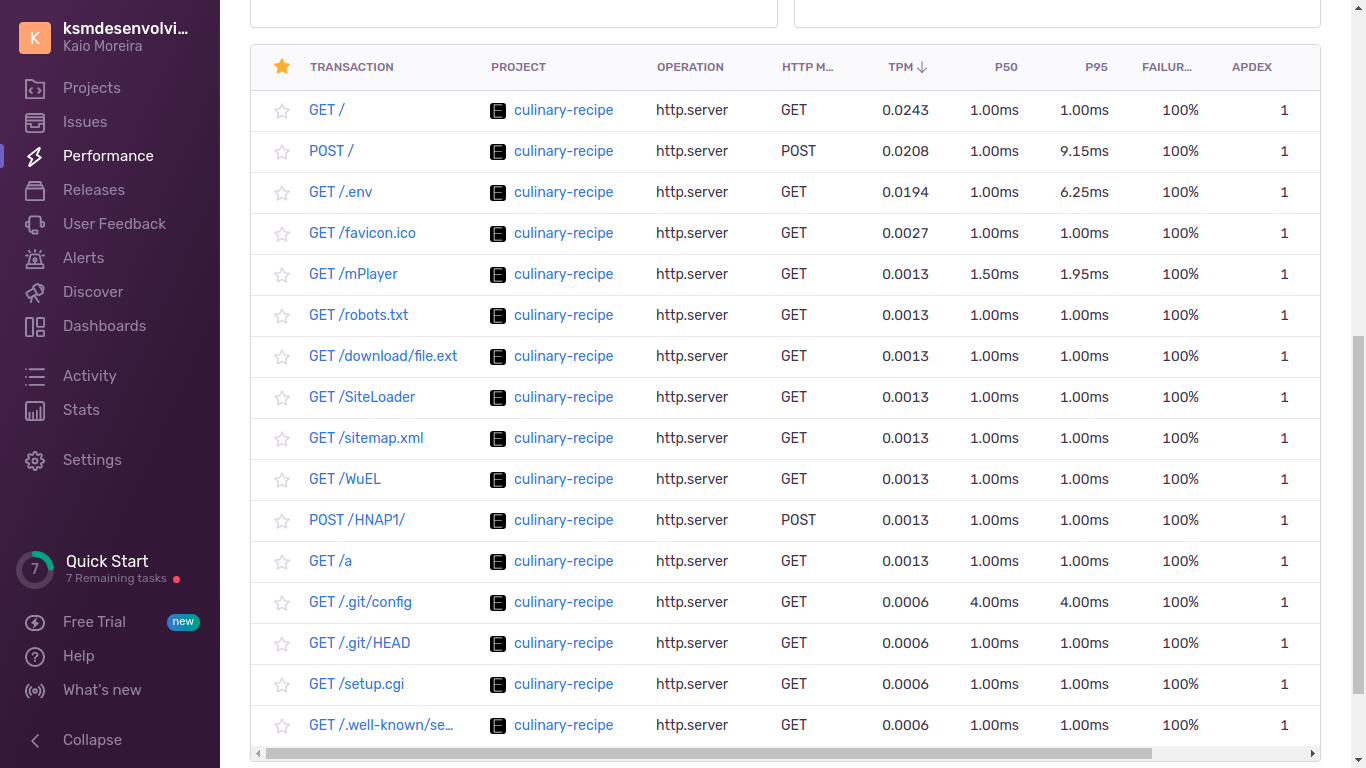 K
ksmdesenvolvi...
Kaio Moreira
Projects
Issues
Performance
Releases
User Feedback
Alerts
Discover
Dashboards
Activity
Stats
Settings
7
Quick Start
7 Remaining tasks
Free Trial
new
Help
What's new
Collapse
TRANSACTION PROJECT OPERATION HTTP M... TPM P50 P95 FAILUR... APDEX
GET / culinary-recipe http.server GET 0.0243 1.00ms 1.00ms 100% 1
POST / culinary-recipe http.server POST 0.0208 1.00ms 9.15ms 100% 1
GET /.env culinary-recipe http.server GET 0.0194 1.00ms 6.25ms 100% 1
GET /favicon.ico culinary-recipe http.server GET 0.0027 1.00ms 1.00ms 100% 1
GET /mPlayer culinary-recipe http.server GET 0.0013 1.50ms 1.95ms 100% 1
GET /robots.txt culinary-recipe http.server GET 0.0013 1.00ms 1.00ms 100% 1
GET /download/file.ext culinary-recipe http.server GET 0.0013 1.00ms 1.00ms 100% 1
GET /SiteLoader culinary-recipe http.server GET 0.0013 1.00ms 1.00ms 100% 1
GET /sitemap.xml culinary-recipe http.server GET 0.0013 1.00ms 1.00ms 100% 1
GET /WuEL culinary-recipe http.server GET 0.0013 1.00ms 1.00ms 100% 1
POST /HNAP1/ culinary-recipe http.server POST 0.0013 1.00ms 1.00ms 100% 1
GET /a culinary-recipe http.server GET 0.0013 1.00ms 1.00ms 100% 1
GET /.git/config culinary-recipe http.server GET 0.0006 4.00ms 4.00ms 100% 1
GET /.git/HEAD culinary-recipe http.server GET 0.0006 1.00ms 1.00ms 100% 1
GET /setup.cgi culinary-recipe http.server GET 0.0006 1.00ms 1.00ms 100% 1
GET /.well-known/se... culinary-recipe http.server GET 0.0006 1.00ms 1.00ms 100% 1